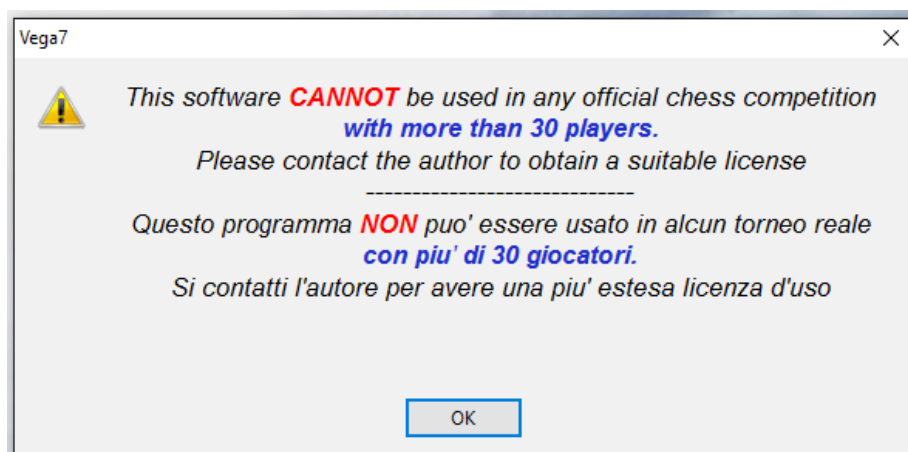 Vega7
This software CANNOT be used in any official chess competition
with more than 30 players.
Please contact the author to obtain a suitable license
-----------------------------
Questo programma NON puo' essere usato in alcun torneo reale
con piu' di 30 giocatori.
Si contatti l'autore per avere una piu' estesa licenza d'uso
OK